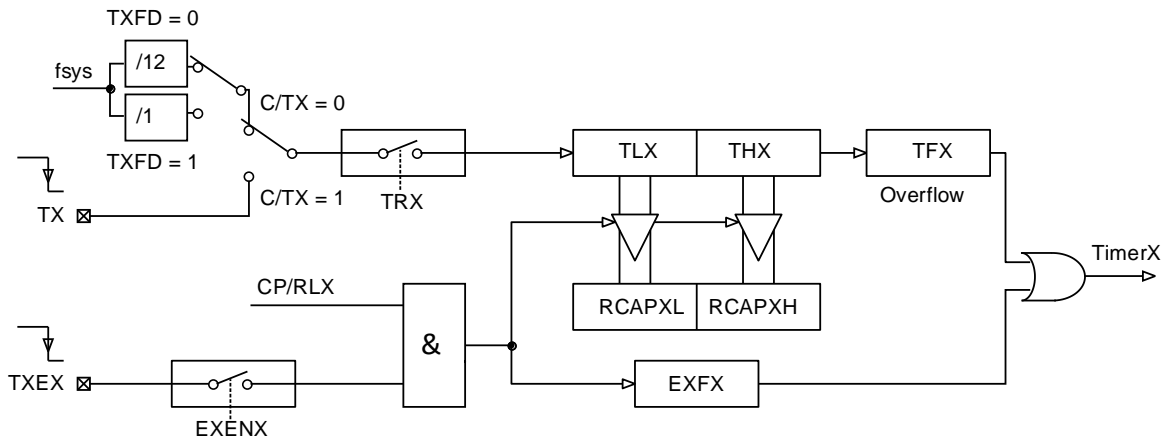 TXFD = 0
/12
fsys
/1
TXFD = 1
C/TX = 0
C/TX = 1
TX
TRX
TLX
THX
TFX
Overflow
TimerX
CP/RLX
&
RCAPXL
RCAPXH
TXEX
EXENX
EXFX